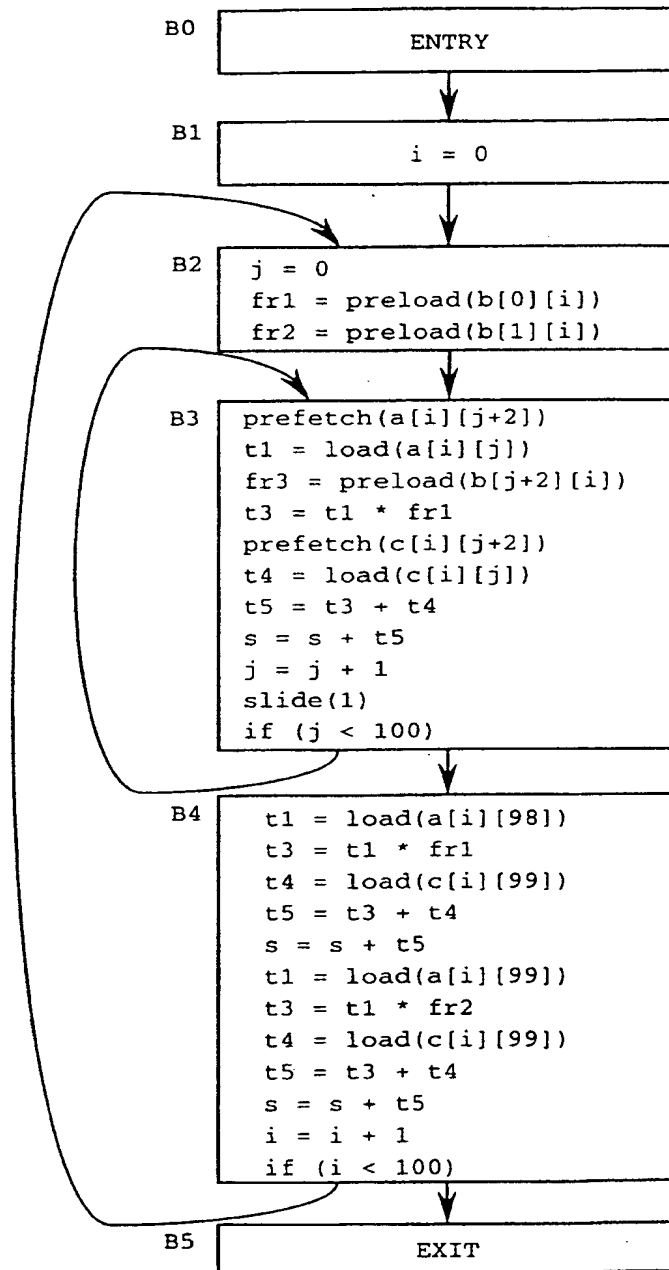 B0
ENTRY
B1
i = 0
B2
j = 0
fr1 = preload(b[0][i])
fr2 = preload(b[1][i])
B3
prefetch(a[i][j+2])
t1 = load(a[i][j])
fr3 = preload(b[j+2][i])
t3 = t1 * fr1
prefetch(c[i][j+2])
t4 = load(c[i][j])
t5 = t3 + t4
s = s + t5
j = j + 1
slide(1)
if (j < 100)
B4
t1 = load(a[i][98])
t3 = t1 * fr1
t4 = load(c[i][99])
t5 = t3 + t4
s = s + t5
t1 = load(a[i][99])
t3 = t1 * fr2
t4 = load(c[i][99])
t5 = t3 + t4
s = s + t5
i = i + 1
if (i < 100)
B5
EXIT